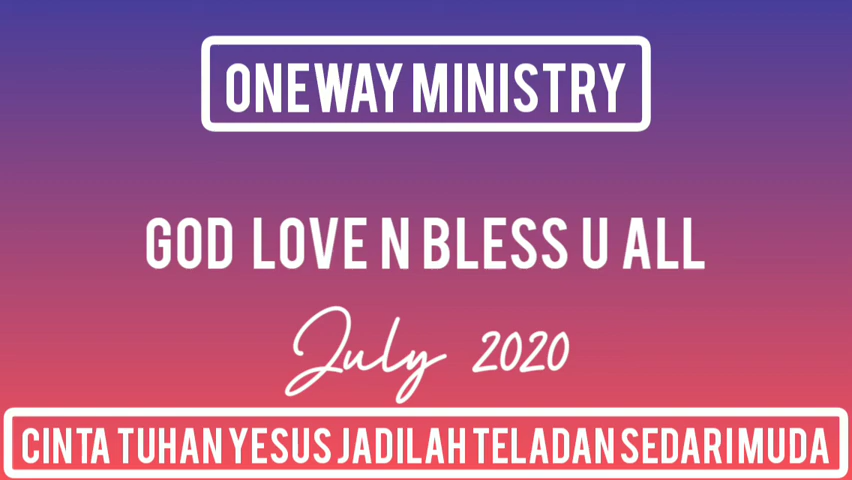 ONEWAY MINISTRY
GOD LOVE N BLESS U ALL
July 2020
CINTA TUHAN YESUS JADILAH TELADAN SEDARI MUDA